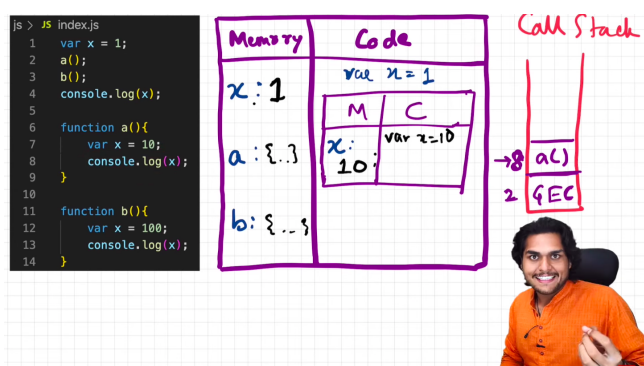 js > JS index.js
1 var x = 1;
2 a();
3 b();
4 console.log(x);
5
6 function a(){
7 var x = 10;
8 console.log(x);
9 }
10
11 function b(){
12 var x = 100;
13 console.log(x);
14 }
Memory Code
x: 1
a: {..}
b: {...}
var x = 1
M C
x: 10:
var x=10
Call Stack
→8 a()
2 GEC